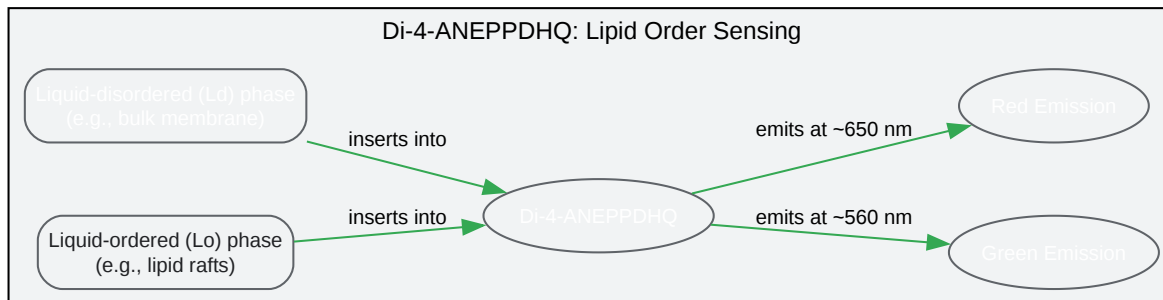 Di-4-ANEPPDHQ: Lipid Order Sensing
Liquid-disordered (Ld) phase
(e.g., bulk membrane)
inserts into
Liquid-ordered (Lo) phase
(e.g., lipid rafts)
inserts into
Di-4-ANEPPDHQ
emits at ~650 nm
Red Emission
emits at ~560 nm
Green Emission